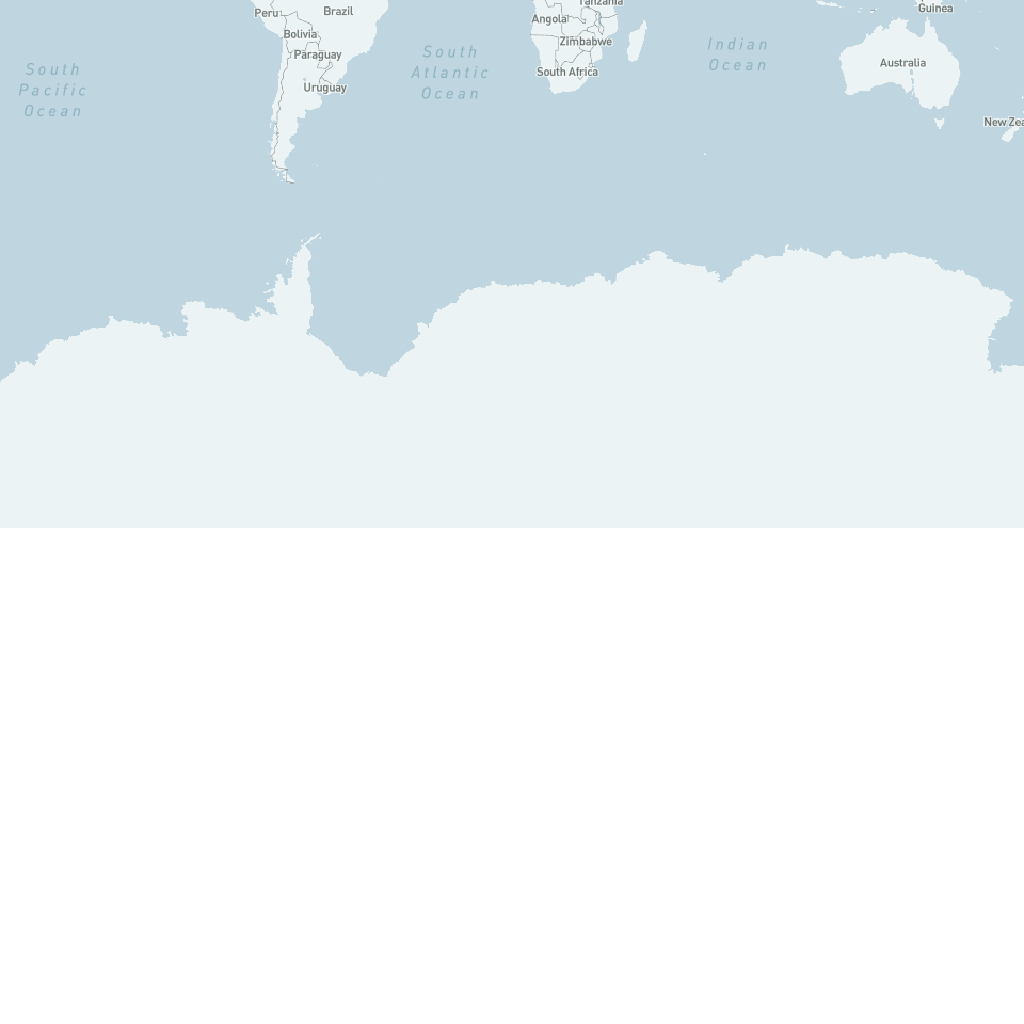 Tanzania
Guinea
Peru
Brazil
Angola
Bolivia
Zimbabwe
Paraguay
South
Atlantic
Ocean
Indian
Ocean
Australia
South
Pacific
Ocean
South Africa
Uruguay
New Zea